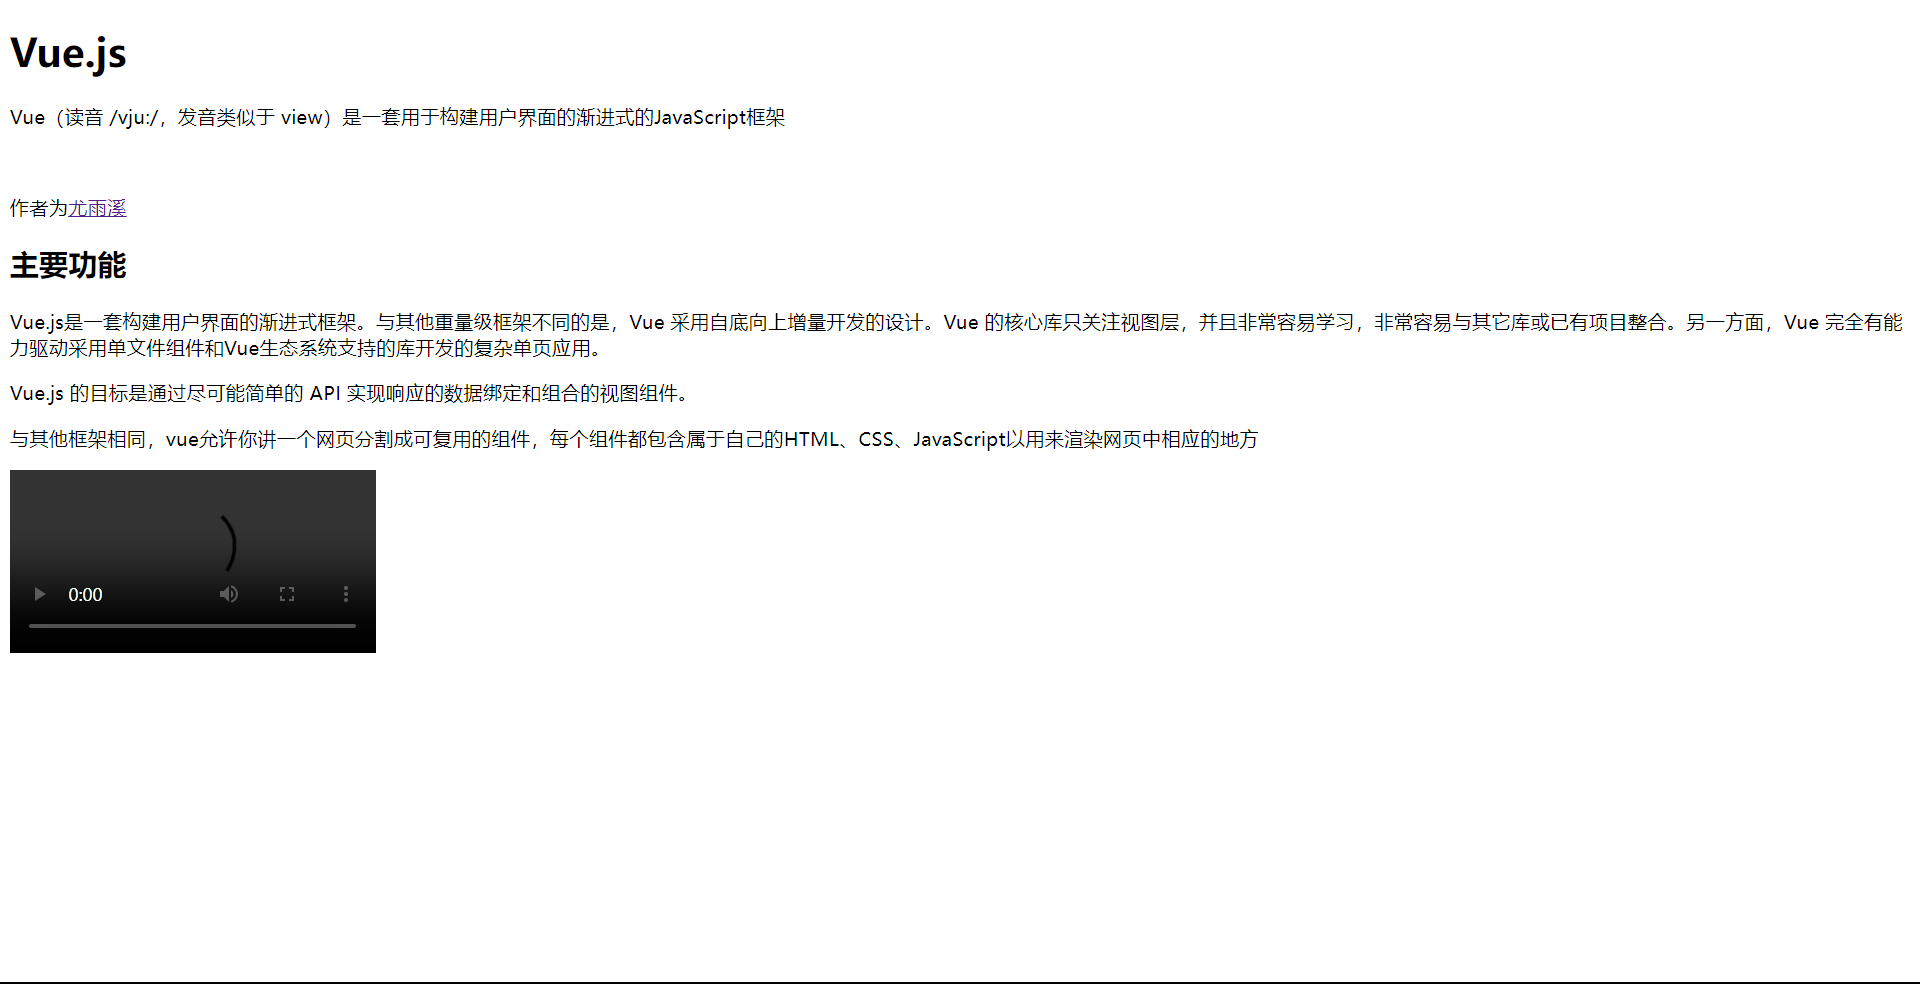 Vue.js
Vue（读音 /vju:/，发音类似于 view）是一套用于构建用户界面的渐进式的JavaScript框架
作者为尤雨溪
主要功能
Vue.js是一套构建用户界面的渐进式框架。与其他重量级框架不同的是，Vue 采用自底向上增量开发的设计。Vue 的核心库只关注视图层，并且非常容易学习，非常容易与其它库或已有项目整合。另一方面，Vue 完全有能
力驱动采用单文件组件和Vue生态系统支持的库开发的复杂单页应用。
Vue.js 的目标是通过尽可能简单的 API 实现响应的数据绑定和组合的视图组件。
与其他框架相同，vue允许你讲一个网页分割成可复用的组件，每个组件都包含属于自己的HTML、CSS、JavaScript以用来渲染网页中相应的地方
0:00